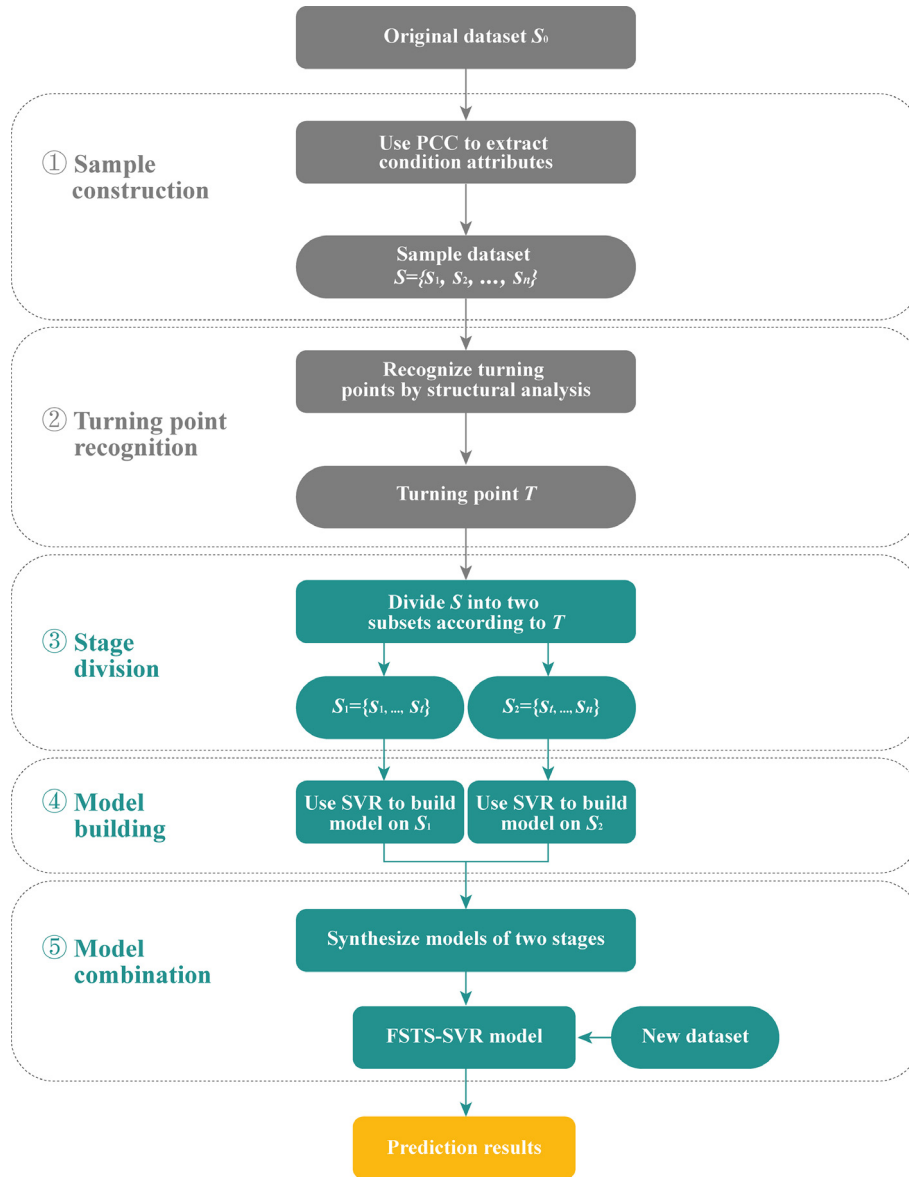 Original dataset S₀
Use PCC to extract
condition attributes
① Sample
construction
Sample dataset
S={s₁, s₂, ..., sₙ}
Recognize turning
points by structural analysis
② Turning point
recognition
Turning point T
Divide S into two
subsets according to T
③ Stage
division
S₁={s₁, ..., sₜ}
S₂={sₜ, ..., sₙ}
④ Model
building
Use SVR to build
model on S₁
Use SVR to build
model on S₂
Synthesize models of two stages
⑤ Model
combination
FSTS-SVR model
New dataset
Prediction results